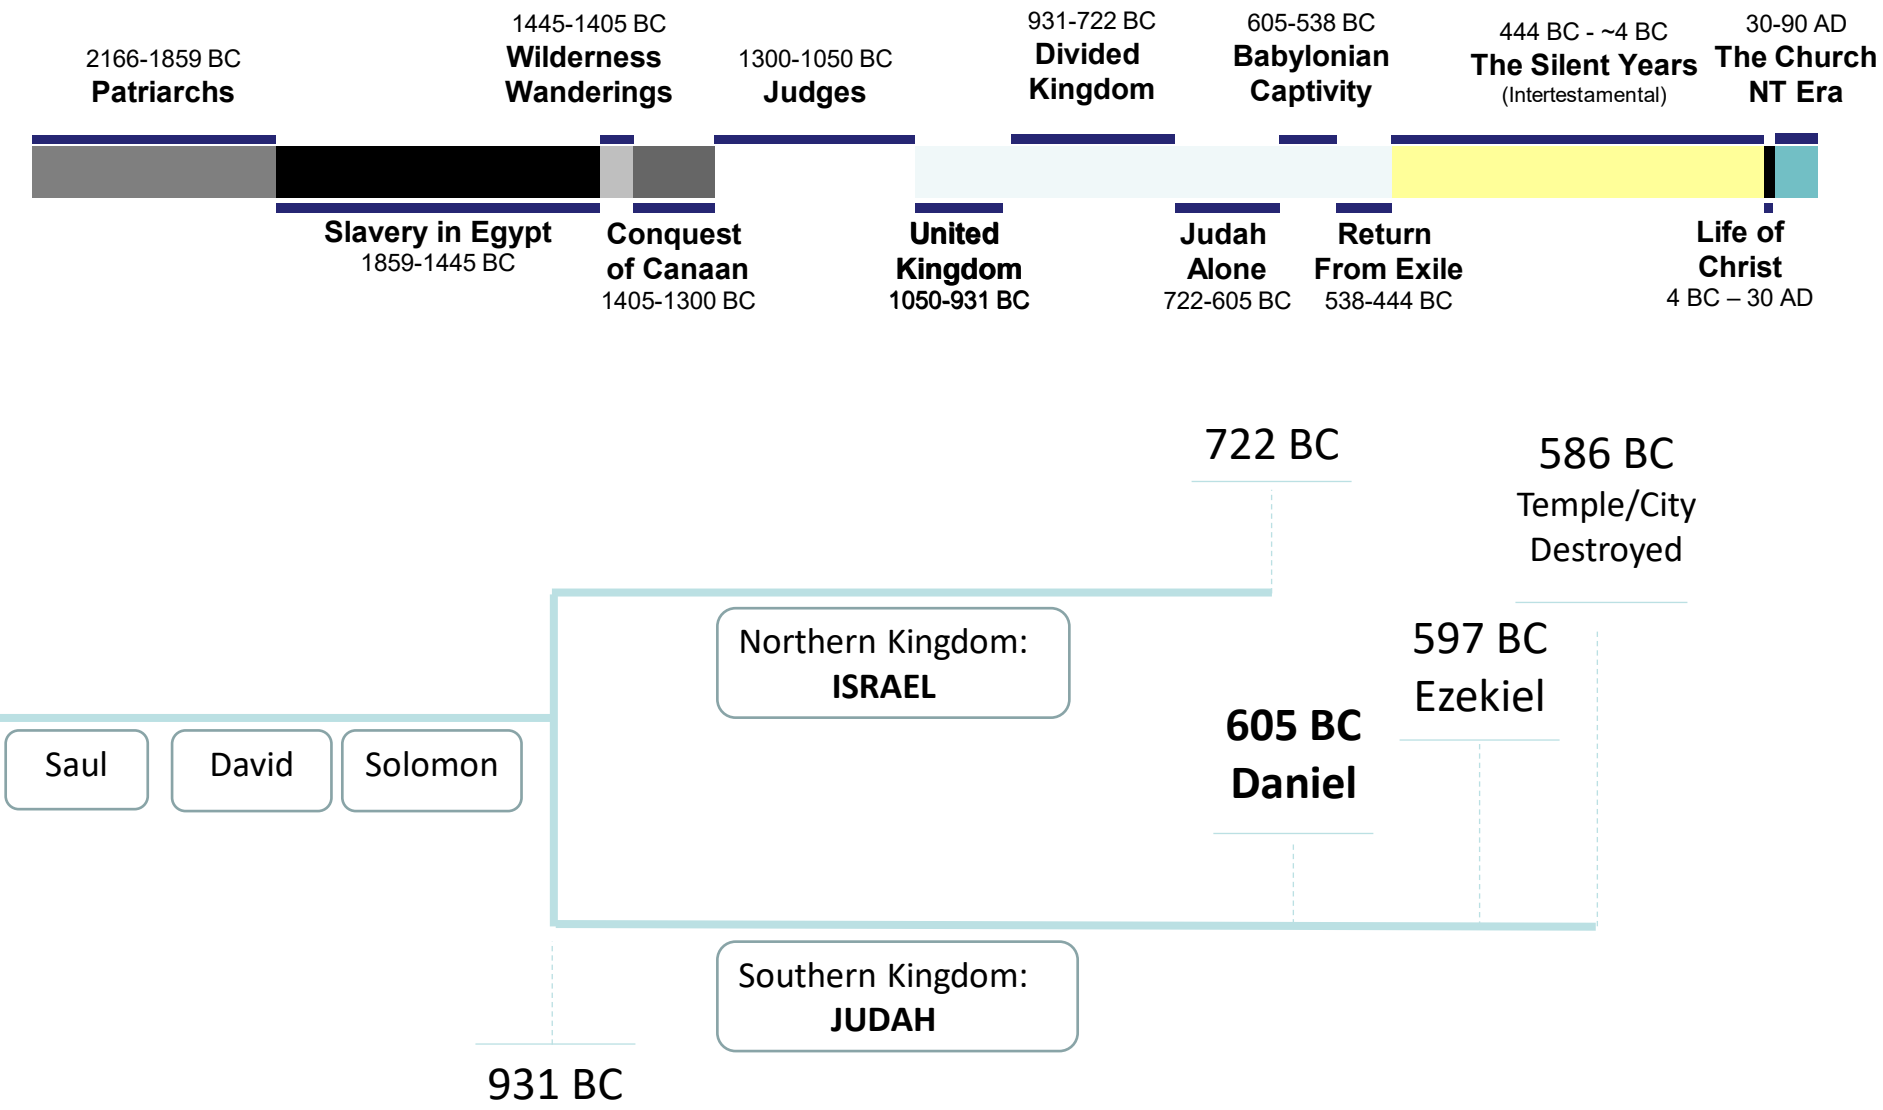 2166-1859 BC
Patriarchs
1445-1405 BC
Wilderness
Wanderings
1300-1050 BC
Judges
931-722 BC
Divided
Kingdom
605-538 BC
Babylonian
Captivity
444 BC - ~4 BC
The Silent Years
(Intertestamental)
30-90 AD
The Church
NT Era
Slavery in Egypt
1859-1445 BC
Conquest
of Canaan
1405-1300 BC
United
Kingdom
1050-931 BC
Judah
Alone
722-605 BC
Return
From Exile
538-444 BC
Life of
Christ
4 BC – 30 AD
722 BC
586 BC
Temple/City
Destroyed
Northern Kingdom:
ISRAEL
597 BC
Ezekiel
605 BC
Daniel
Saul
David
Solomon
Southern Kingdom:
JUDAH
931 BC